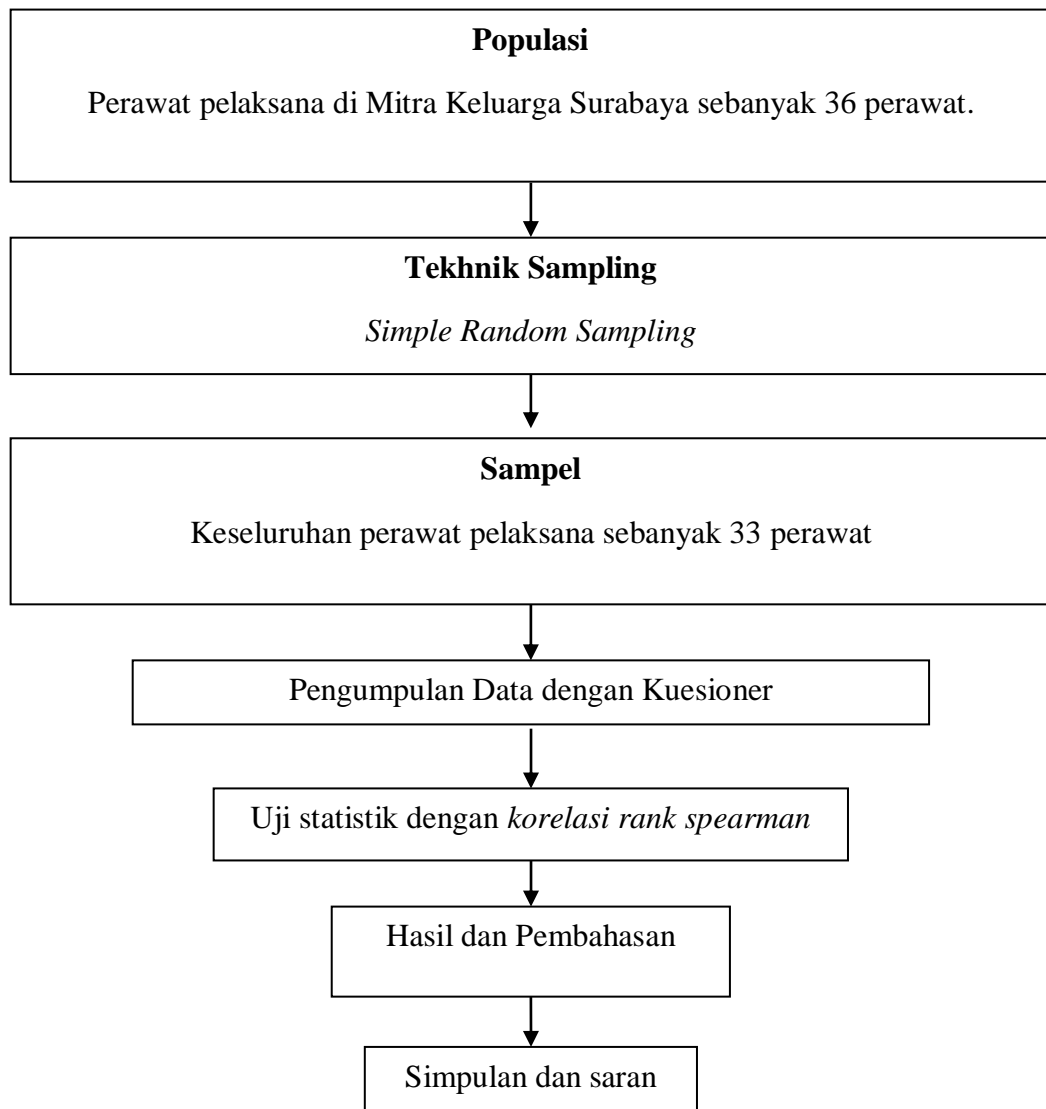 Populasi
Perawat pelaksana di Mitra Keluarga Surabaya sebanyak 36 perawat.
Tekhnik Sampling
Simple Random Sampling
Sampel
Keseluruhan perawat pelaksana sebanyak 33 perawat
Pengumpulan Data dengan Kuesioner
Uji statistik dengan korelasi rank spearman
Hasil dan Pembahasan
Simpulan dan saran